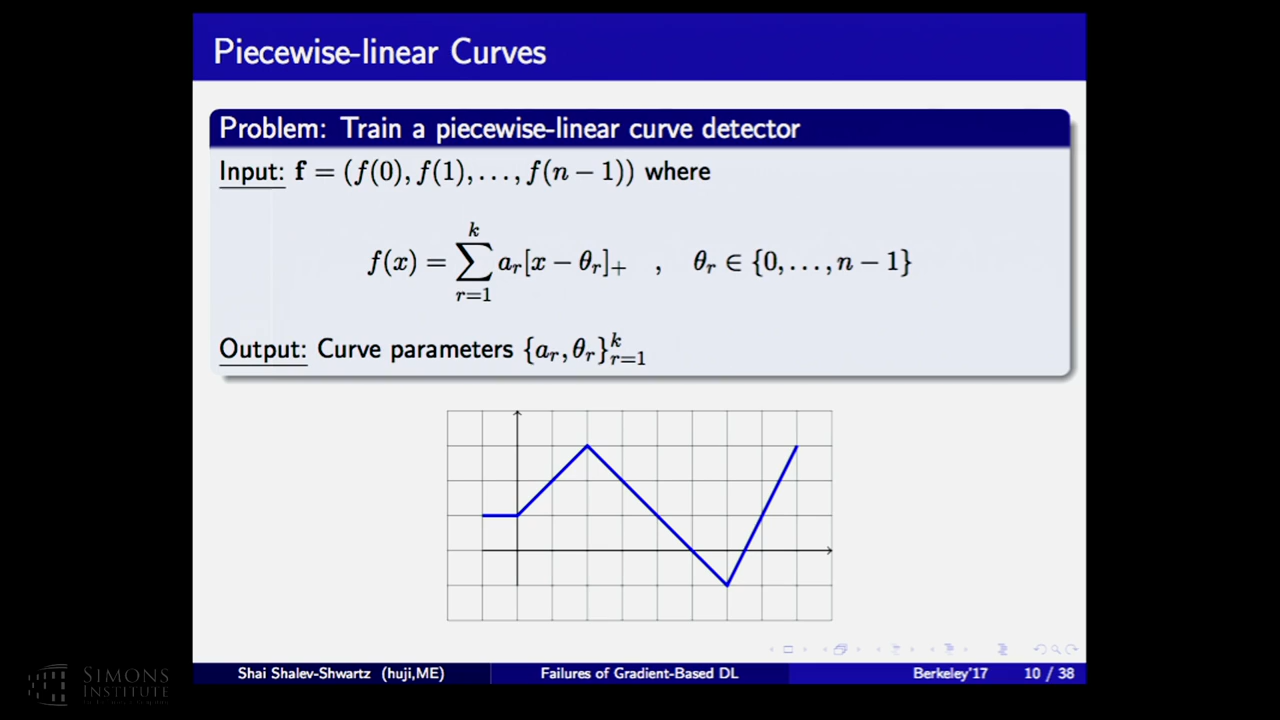 Piecewise-linear Curves
Problem: Train a piecewise-linear curve detector
Input: f = (f(0), f(1), . . . , f(n − 1)) where
f(x) = ∑_{r=1}^{k} a_r[x − θ_r]_+ , θ_r ∈ {0, . . . , n − 1}
Output: Curve parameters {a_r, θ_r}_{r=1}^{k}
Shai Shalev-Shwartz (huji,ME) Failures of Gradient-Based DL Berkeley'17 10 / 38
SIMONS
INSTITUTE